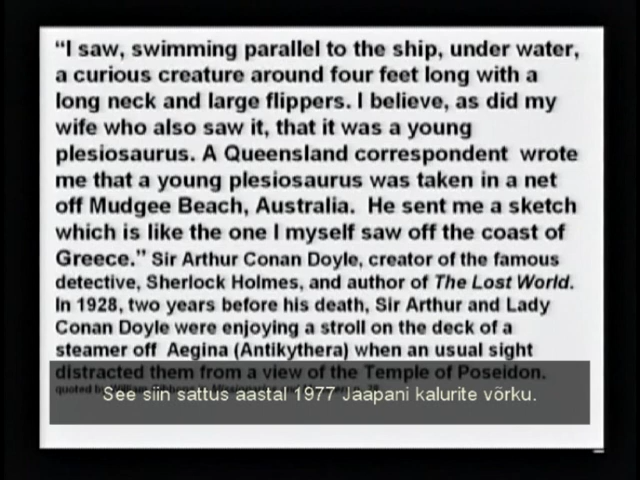 “I saw, swimming parallel to the ship, under water,
a curious creature around four feet long with a
long neck and large flippers. I believe, as did my
wife who also saw it, that it was a young
plesiosaurus. A Queensland correspondent wrote
me that a young plesiosaurus was taken in a net
off Mudgee Beach, Australia. He sent me a sketch
which is like the one I myself saw off the coast of
Greece.” Sir Arthur Conan Doyle, creator of the famous
detective, Sherlock Holmes, and author of The Lost World.
In 1928, two years before his death, Sir Arthur and Lady
Conan Doyle were enjoying a stroll on the deck of a
steamer off Aegina (Antikythera) when an usual sight
distracted them from a view of the Temple of Poseidon.
quoted
See siin sattus aastal 1977 Jaapani kalurite võrku.